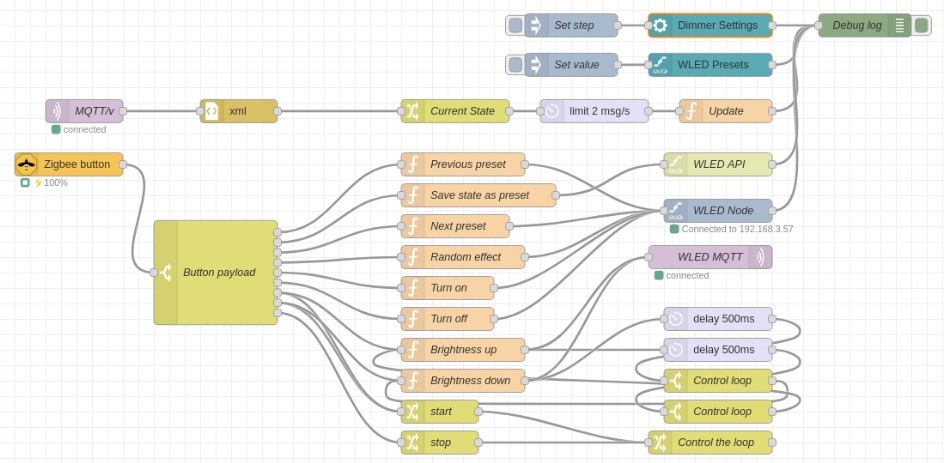 Set step
Dimmer Settings
Debug log
Set value
WLED Presets
MQTT/v
xml
Current State
limit 2 msg/s
Update
connected
Zigbee button
100%
Previous preset
WLED API
Save state as preset
WLED Node
Next preset
Connected to 192.168.3.57
Random effect
WLED MQTT
connected
Button payload
Turn on
Turn off
delay 500ms
Brightness up
delay 500ms
Brightness down
Control loop
start
Control loop
stop
Control the loop